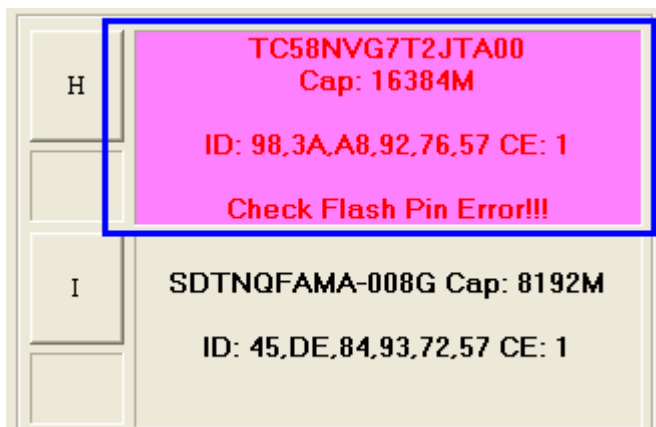 H
TC58NVG7T2JTA00
Cap: 16384M
ID: 98,3A,A8,92,76,57 CE: 1
Check Flash Pin Error!!!
I
SDTNQFAMA-008G Cap: 8192M
ID: 45,DE,84,93,72,57 CE: 1